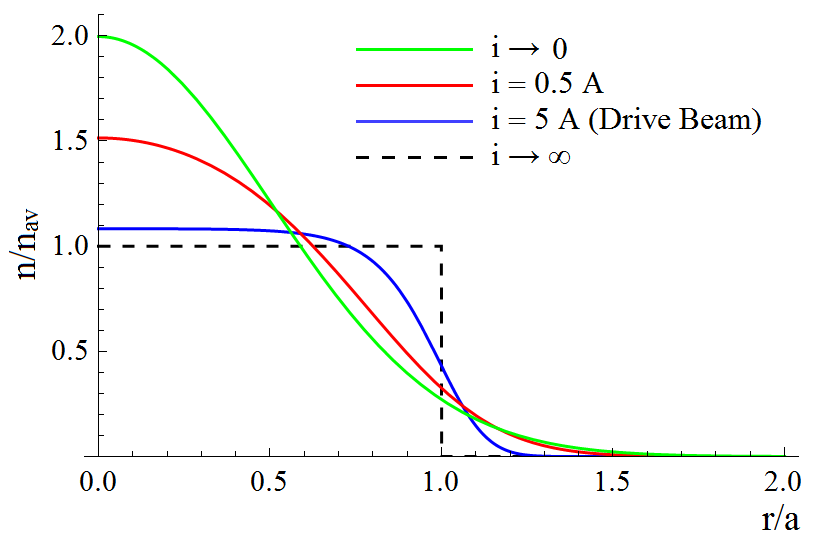 2.0
1.5
1.0
0.5
n/nav
i → 0
i = 0.5 A
i = 5 A (Drive Beam)
i → ∞
0.0 0.5 1.0 1.5 2.0
r/a